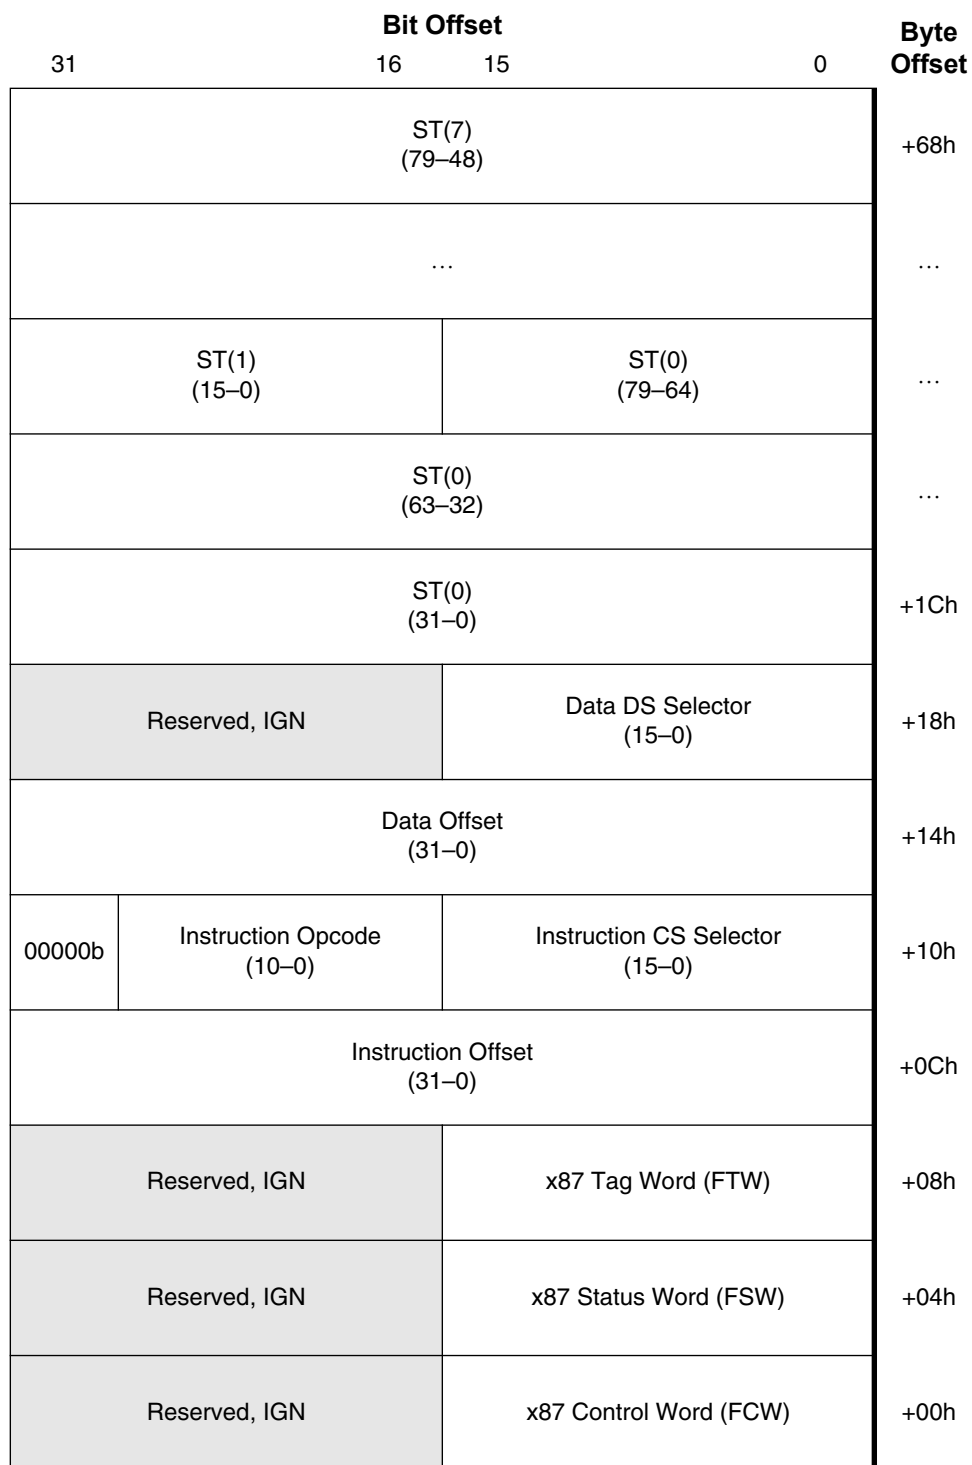 Bit Offset
Byte
Offset
31 16 15 0
ST(7)
(79–48)
+68h
...
...
ST(1)
(15–0)
ST(0)
(79–64)
...
ST(0)
(63–32)
...
ST(0)
(31–0)
+1Ch
Reserved, IGN
Data DS Selector
(15–0)
+18h
Data Offset
(31–0)
+14h
00000b
Instruction Opcode
(10–0)
Instruction CS Selector
(15–0)
+10h
Instruction Offset
(31–0)
+0Ch
Reserved, IGN
x87 Tag Word (FTW)
+08h
Reserved, IGN
x87 Status Word (FSW)
+04h
Reserved, IGN
x87 Control Word (FCW)
+00h